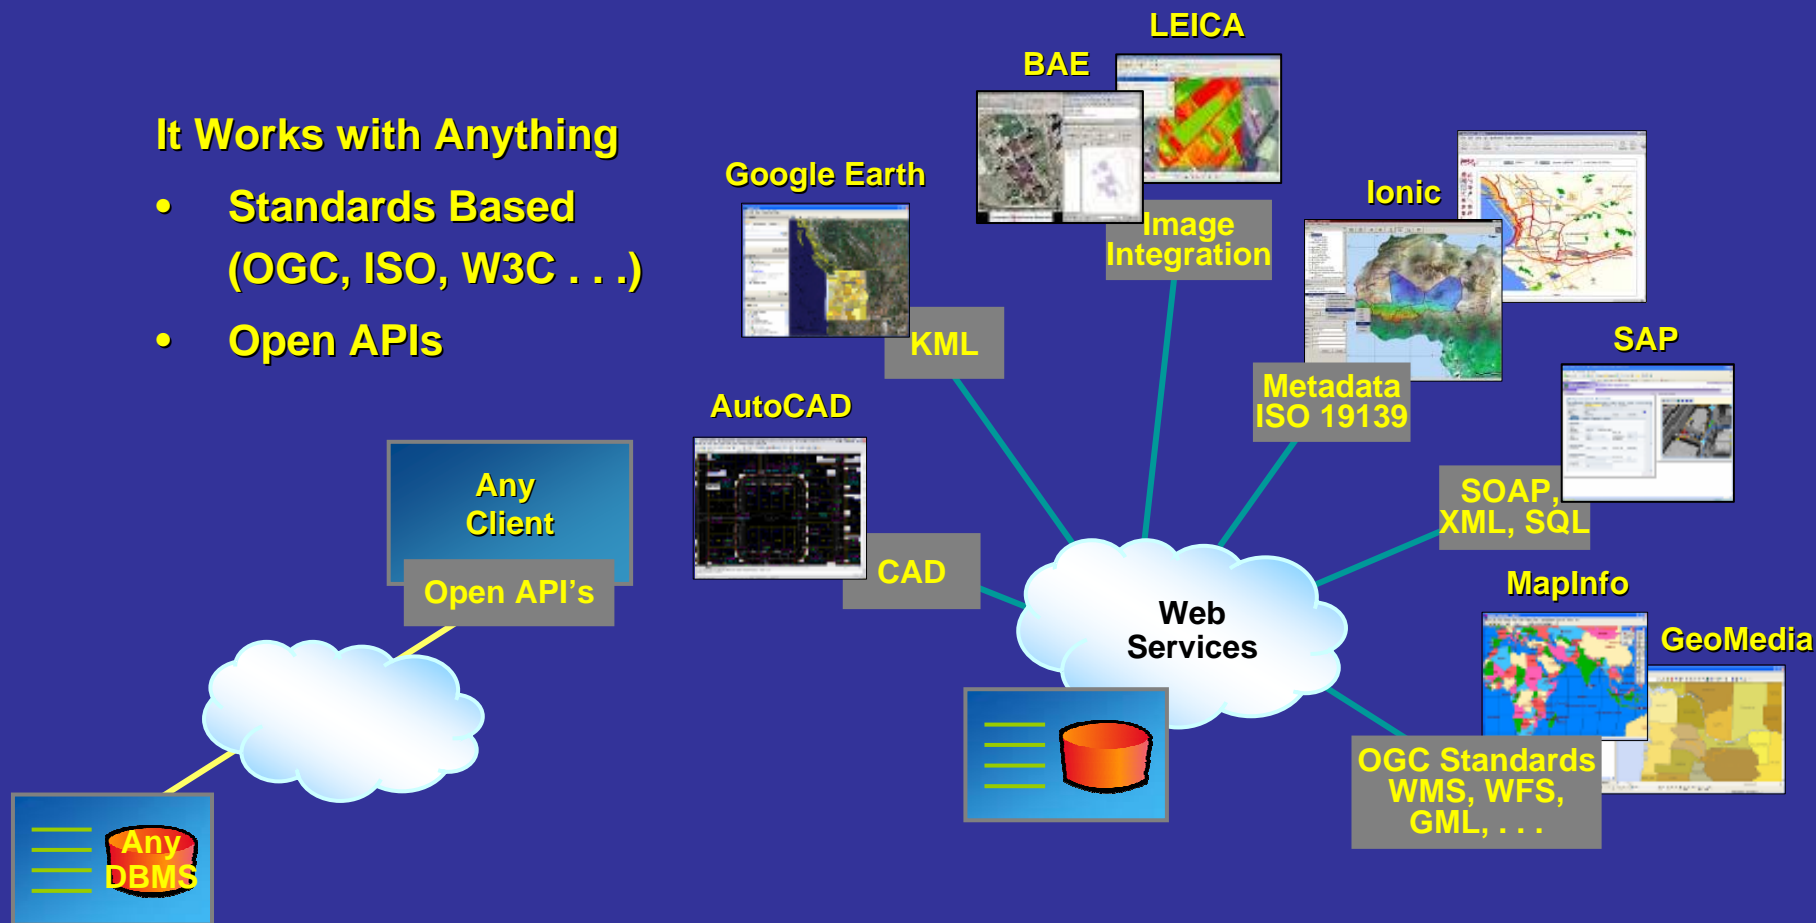 It Works with Anything
• Standards Based
(OGC, ISO, W3C . . .)
• Open APIs
Any
Client
Open API's
Any
DBMS
LEICA
BAE
Google Earth
Image
Integration
Ionic
KML
SAP
Metadata
ISO 19139
AutoCAD
SOAP,
XML, SQL
CAD
MapInfo
Web
Services
GeoMedia
OGC Standards
WMS, WFS,
GML, . . .